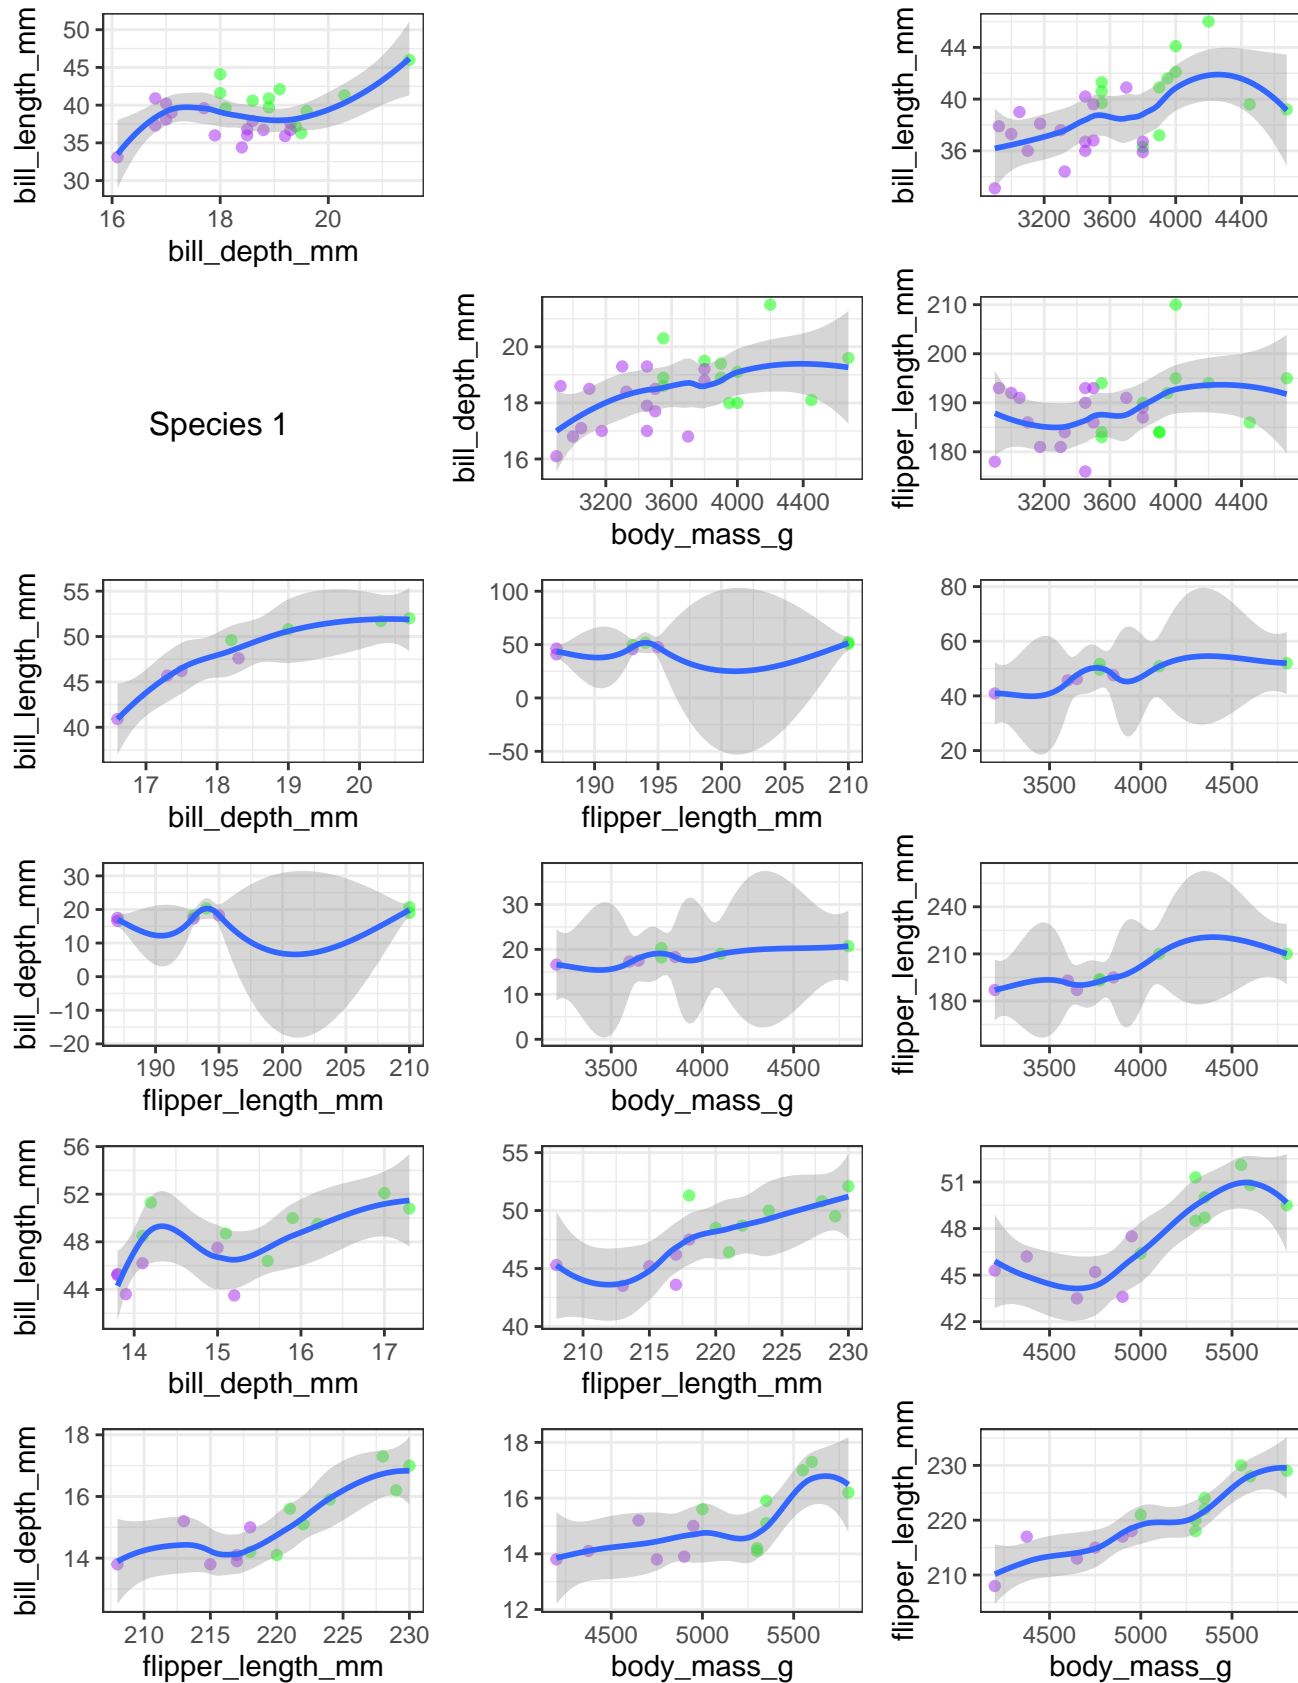 bill_length_mm
50
45
40
35
30
16 18 20
bill_depth_mm
bill_length_mm
44
40
36
3200 3600 4000 4400
Species 1
bill_depth_mm
20
18
16
3200 3600 4000 4400
body_mass_g
flipper_length_mm
210
200
190
180
3200 3600 4000 4400
bill_length_mm
55
50
45
40
17 18 19 20
bill_depth_mm
100
50
0
−50
190 195 200 205 210
flipper_length_mm
80
60
40
20
3500 4000 4500
bill_depth_mm
30
20
10
0
−10
−20
190 195 200 205 210
flipper_length_mm
30
20
10
0
3500 4000 4500
body_mass_g
flipper_length_mm
240
210
180
3500 4000 4500
bill_length_mm
56
52
48
44
14 15 16 17
bill_depth_mm
55
50
45
40
210 215 220 225 230
flipper_length_mm
51
48
45
42
4500 5000 5500
bill_depth_mm
18
16
14
210 215 220 225 230
flipper_length_mm
18
16
14
12
4500 5000 5500
body_mass_g
flipper_length_mm
230
220
210
4500 5000 5500
body_mass_g